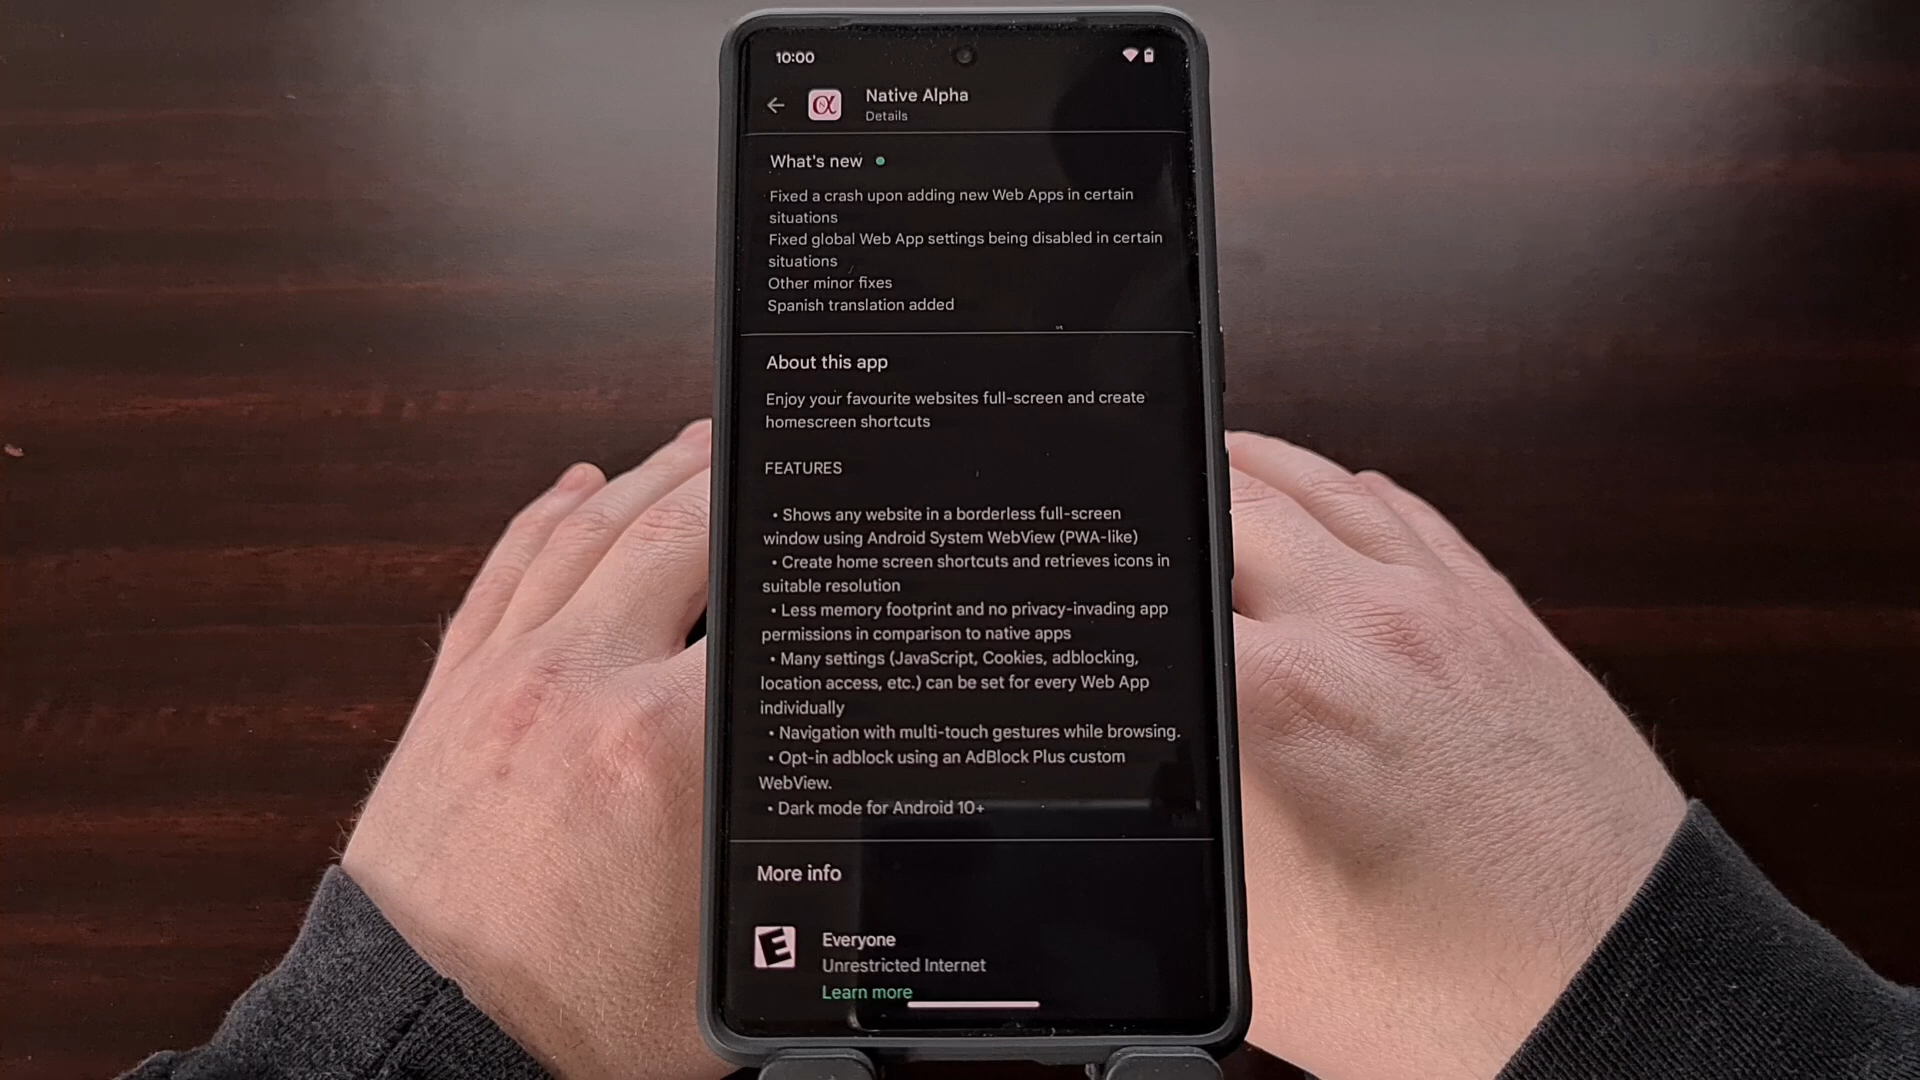 10:00
Native Alpha
Details
What's new
Fixed a crash upon adding new Web Apps in certain
situations
Fixed global Web App settings being disabled in certain
situations
Other minor fixes
Spanish translation added
About this app
Enjoy your favourite websites full-screen and create
homescreen shortcuts
FEATURES
• Shows any website in a borderless full-screen
window using Android System WebView (PWA-like)
• Create home screen shortcuts and retrieves icons in
suitable resolution
• Less memory footprint and no privacy-invading app
permissions in comparison to native apps
• Many settings (JavaScript, Cookies, adblocking,
location access, etc.) can be set for every Web App
individually
• Navigation with multi-touch gestures while browsing.
• Opt-in adblock using an AdBlock Plus custom
WebView.
• Dark mode for Android 10+
More info
E
Everyone
Unrestricted Internet
Learn more